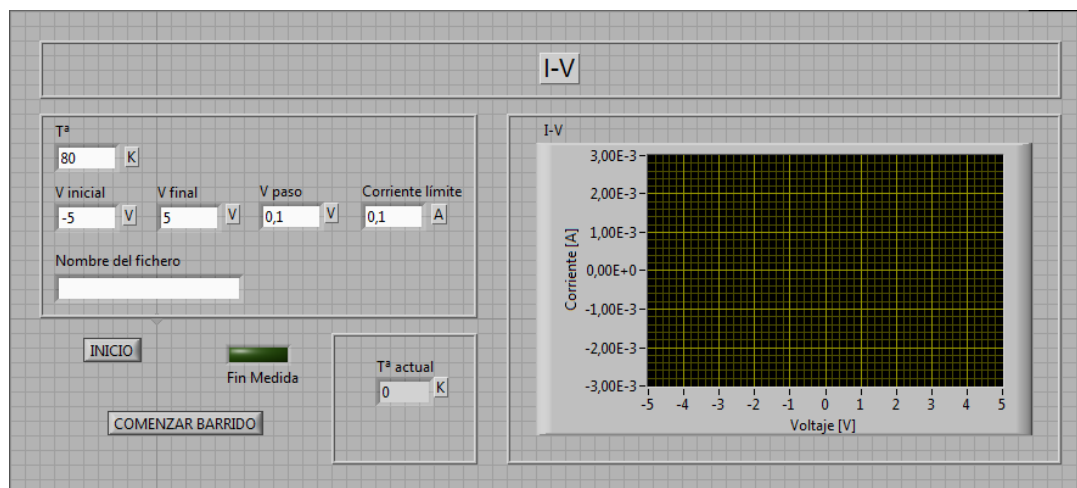 I-V
Tª
80 K
V inicial V final V paso Corriente límite
-5 V 5 V 0,1 V 0,1 A
Nombre del fichero
INICIO
Fin Medida
COMENZAR BARRIDO
Tª actual
0 K
I-V
3,00E-3
2,00E-3
1,00E-3
0,00E+0
-1,00E-3
-2,00E-3
-3,00E-3
Corriente [A]
-5 -4 -3 -2 -1 0 1 2 3 4 5
Voltaje [V]